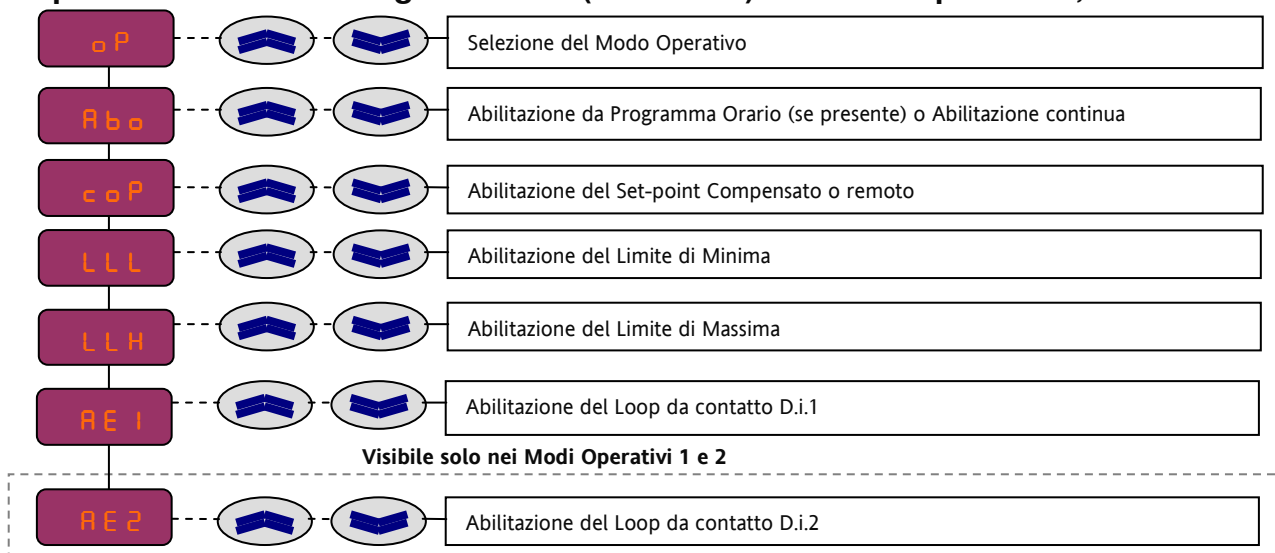 oP
Selezione del Modo Operativo
Abo
Abilitazione da Programma Orario (se presente) o Abilitazione continua
coP
Abilitazione del Set-point Compensato o remoto
LLL
Abilitazione del Limite di Minima
LLH
Abilitazione del Limite di Massima
AE1
Abilitazione del Loop da contatto D.i.1
Visibile solo nei Modi Operativi 1 e 2
AE2
Abilitazione del Loop da contatto D.i.2